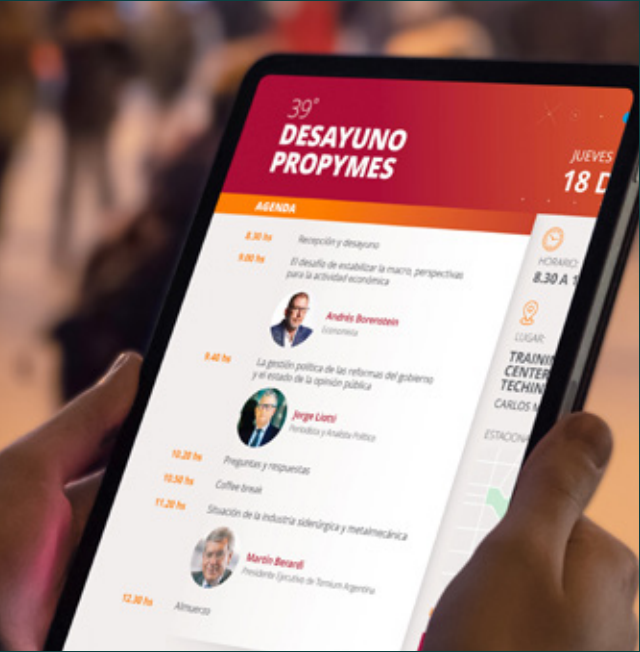 39°
DESAYUNO
PROPYMES
JUEVES
18 D
AGENDA
8.30 hs Recepción y desayuno
9.00 hs El desafío de estabilizar la macro, perspectivas
para la actividad económica
Andrés Borenstein
Economista
9.40 hs La gestión política de las reformas del gobierno
y el estado de la opinión pública
Jorge Liotti
Periodista y Analista Político
10.20 hs Preguntas y respuestas
10.50 hs Coffee break
11.20 hs Situación de la industria siderúrgica y metalmecánica
Martín Berardi
Presidente Ejecutivo de Ternium Argentina
12.30 hs Almuerzo
HORARIO:
8.30 A 1
LUGAR:
TRAININ
CENTER
TECHIN
CARLOS M
ESTACIONA